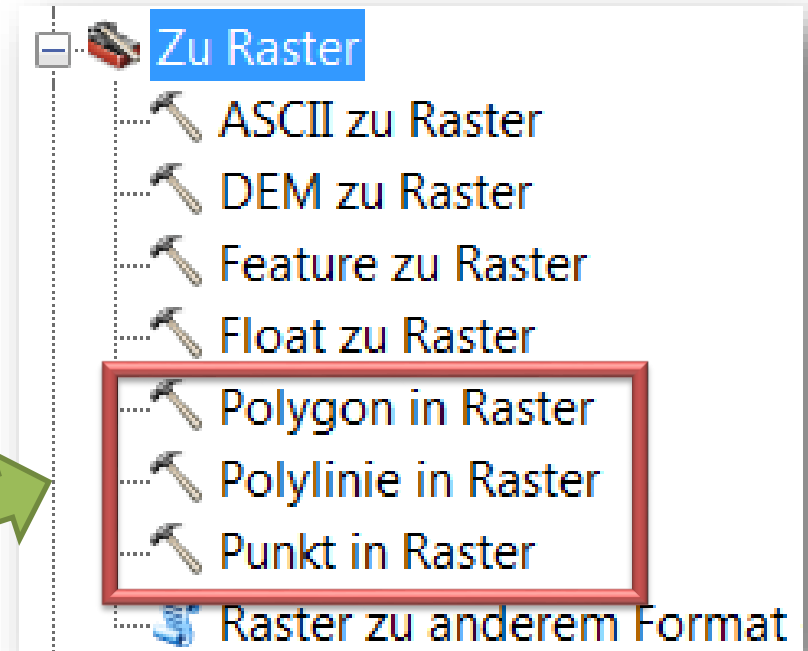 Zu Raster
ASCII zu Raster
DEM zu Raster
Feature zu Raster
Float zu Raster
Polygon in Raster
Polylinie in Raster
Punkt in Raster
Raster zu anderem Format